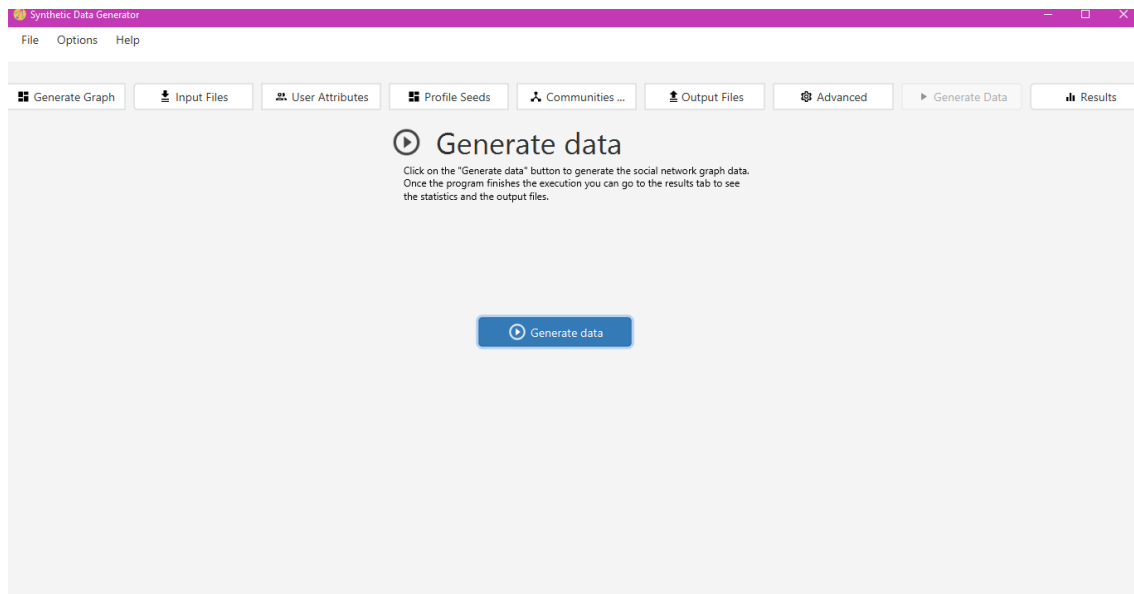 Synthetic Data Generator
File Options Help
Generate Graph Input Files User Attributes Profile Seeds Communities ... Output Files Advanced Generate Data Results
Generate data
Click on the "Generate data" button to generate the social network graph data.
Once the program finishes the execution you can go to the results tab to see
the statistics and the output files.
Generate data